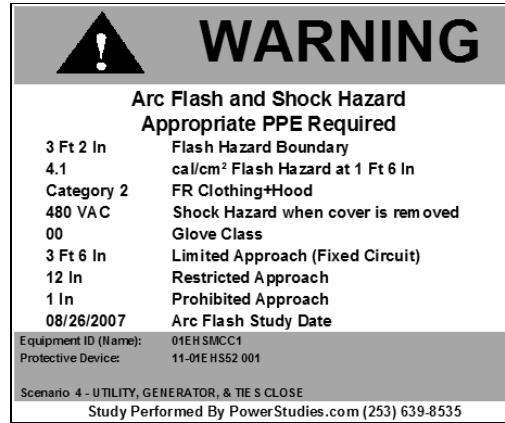 WARNING
Arc Flash and Shock Hazard
Appropriate PPE Required
3 Ft 2 In Flash Hazard Boundary
4.1 cal/cm² Flash Hazard at 1 Ft 6 In
Category 2 FR Clothing+Hood
480 VAC Shock Hazard when cover is removed
00 Glove Class
3 Ft 6 In Limited Approach (Fixed Circuit)
12 In Restricted Approach
1 In Prohibited Approach
08/26/2007 Arc Flash Study Date
Equipment ID (Name): 01EHSMCC1
Protective Device: 11-01EHS52 001
Scenario 4 - UTILITY, GENERATOR, & TIES CLOSE
Study Performed By PowerStudies.com (253) 639-8535